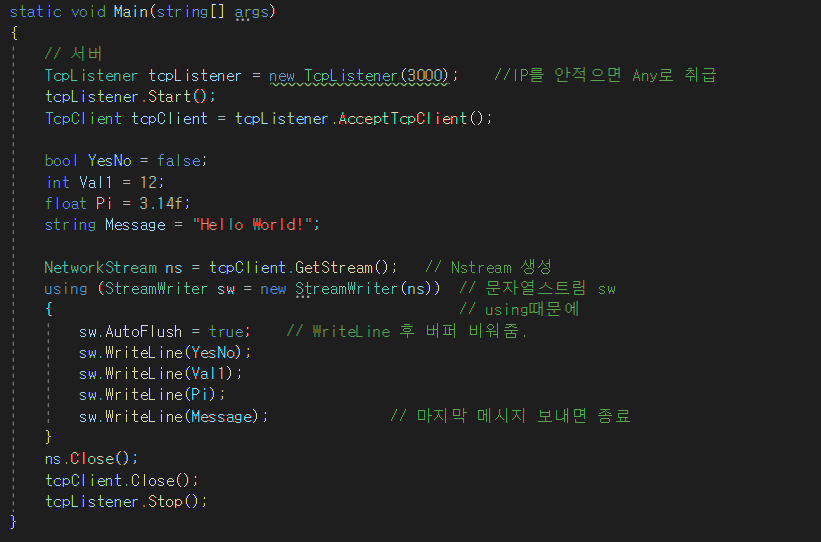 static void Main(string[] args)
{
// 서버
TcpListener tcpListener = new TcpListener(3000); //IP를 안적으면 Any로 취급
tcpListener.Start();
TcpClient tcpClient = tcpListener.AcceptTcpClient();
bool YesNo = false;
int Val1 = 12;
float Pi = 3.14f;
string Message = "Hello World!";
NetworkStream ns = tcpClient.GetStream(); // Nstream 생성
using (StreamWriter sw = new StreamWriter(ns)) // 문자열스트림 sw
{ // using때문에
sw.AutoFlush = true; // WriteLine 후 버퍼 비워줌.
sw.WriteLine(YesNo);
sw.WriteLine(Val1);
sw.WriteLine(Pi);
sw.WriteLine(Message); // 마지막 메시지 보내면 종료
}
ns.Close();
tcpClient.Close();
tcpListener.Stop();
}